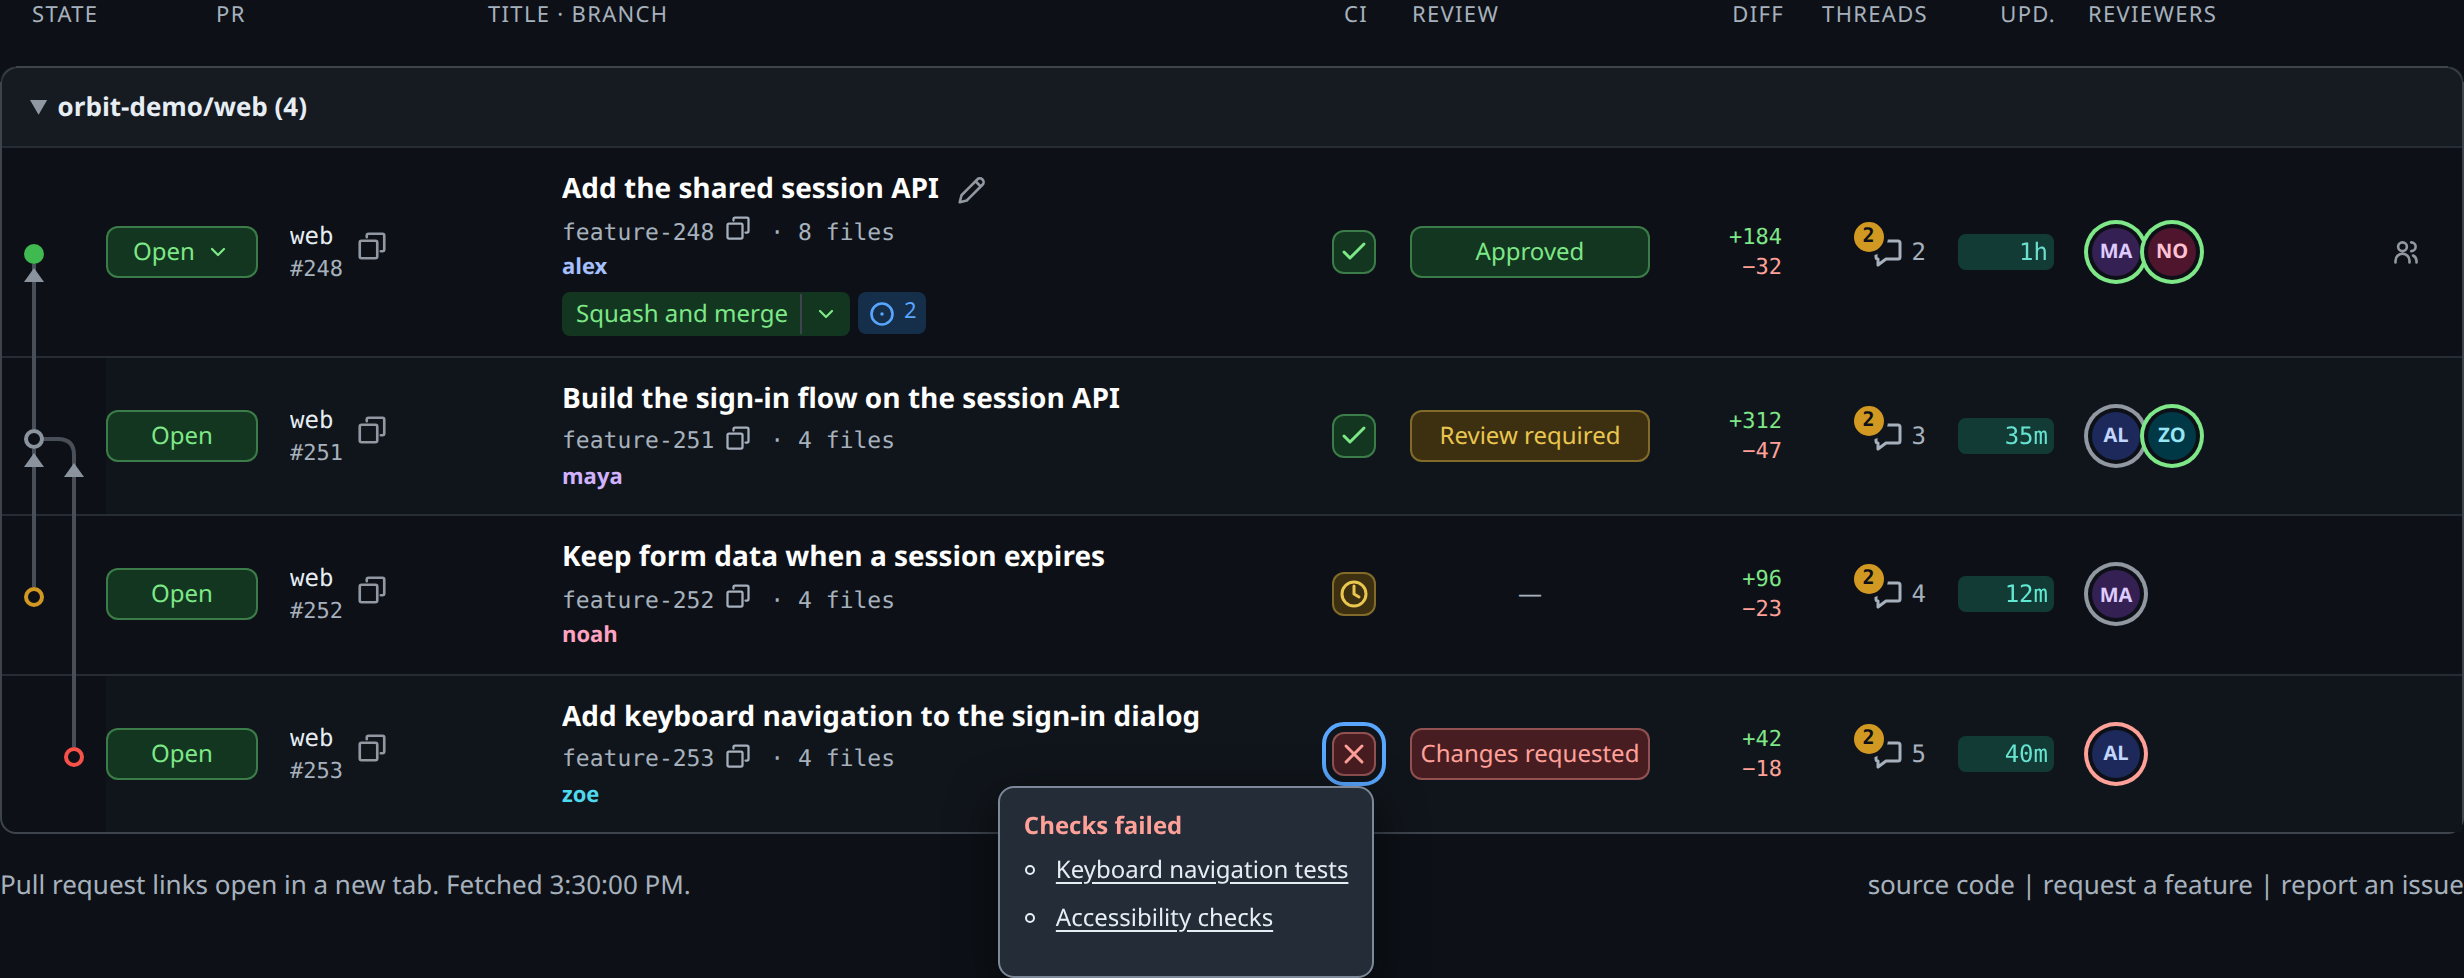 STATE PR TITLE · BRANCH CI REVIEW DIFF THREADS UPD. REVIEWERS
orbit-demo/web (4)
Add the shared session API
Open web #248
feature-248 · 8 files
alex
Squash and merge 2
Approved
+184
−32
2 2
1h
MA NO
Build the sign-in flow on the session API
Open web #251
feature-251 · 4 files
maya
Review required
+312
−47
2 3
35m
AL ZO
Keep form data when a session expires
Open web #252
feature-252 · 4 files
noah
—
+96
−23
2 4
12m
MA
Add keyboard navigation to the sign-in dialog
Open web #253
feature-253 · 4 files
zoe
Changes requested
+42
−18
2 5
40m
AL
Checks failed
Keyboard navigation tests
Accessibility checks
Pull request links open in a new tab. Fetched 3:30:00 PM.
source code | request a feature | report an issue